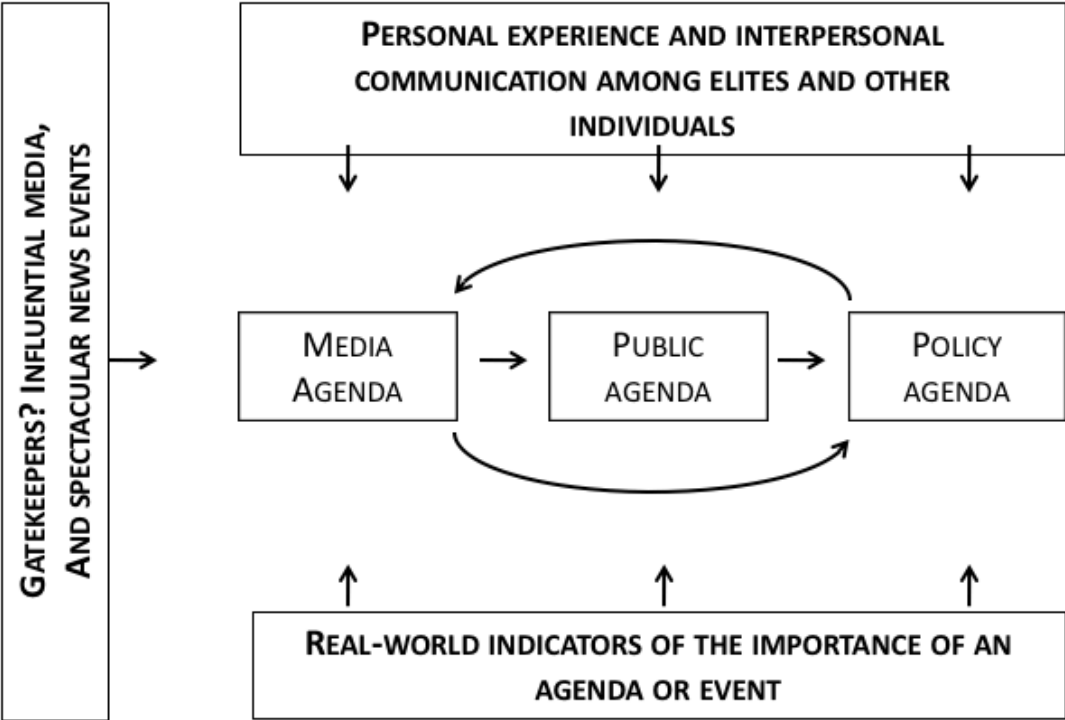 GATEKEEPERS? INFLUENTIAL MEDIA,
AND SPECTACULAR NEWS EVENTS
PERSONAL EXPERIENCE AND INTERPERSONAL
COMMUNICATION AMONG ELITES AND OTHER
INDIVIDUALS
MEDIA
AGENDA
PUBLIC
AGENDA
POLICY
AGENDA
REAL-WORLD INDICATORS OF THE IMPORTANCE OF AN
AGENDA OR EVENT